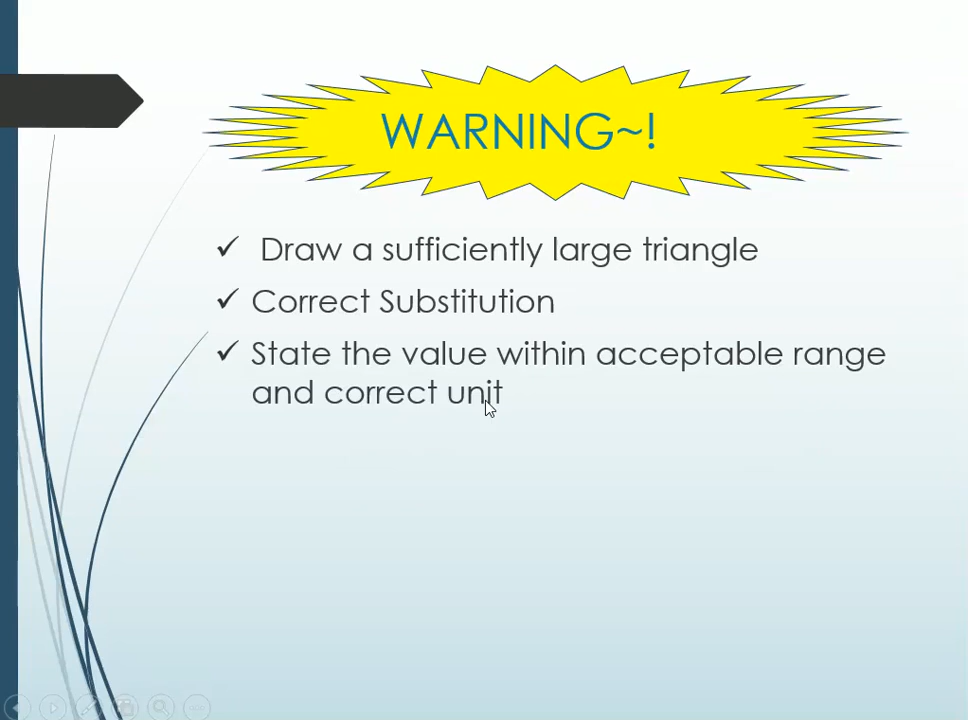 WARNING~!
✓ Draw a sufficiently large triangle
✓ Correct Substitution
✓ State the value within acceptable range
and correct unit